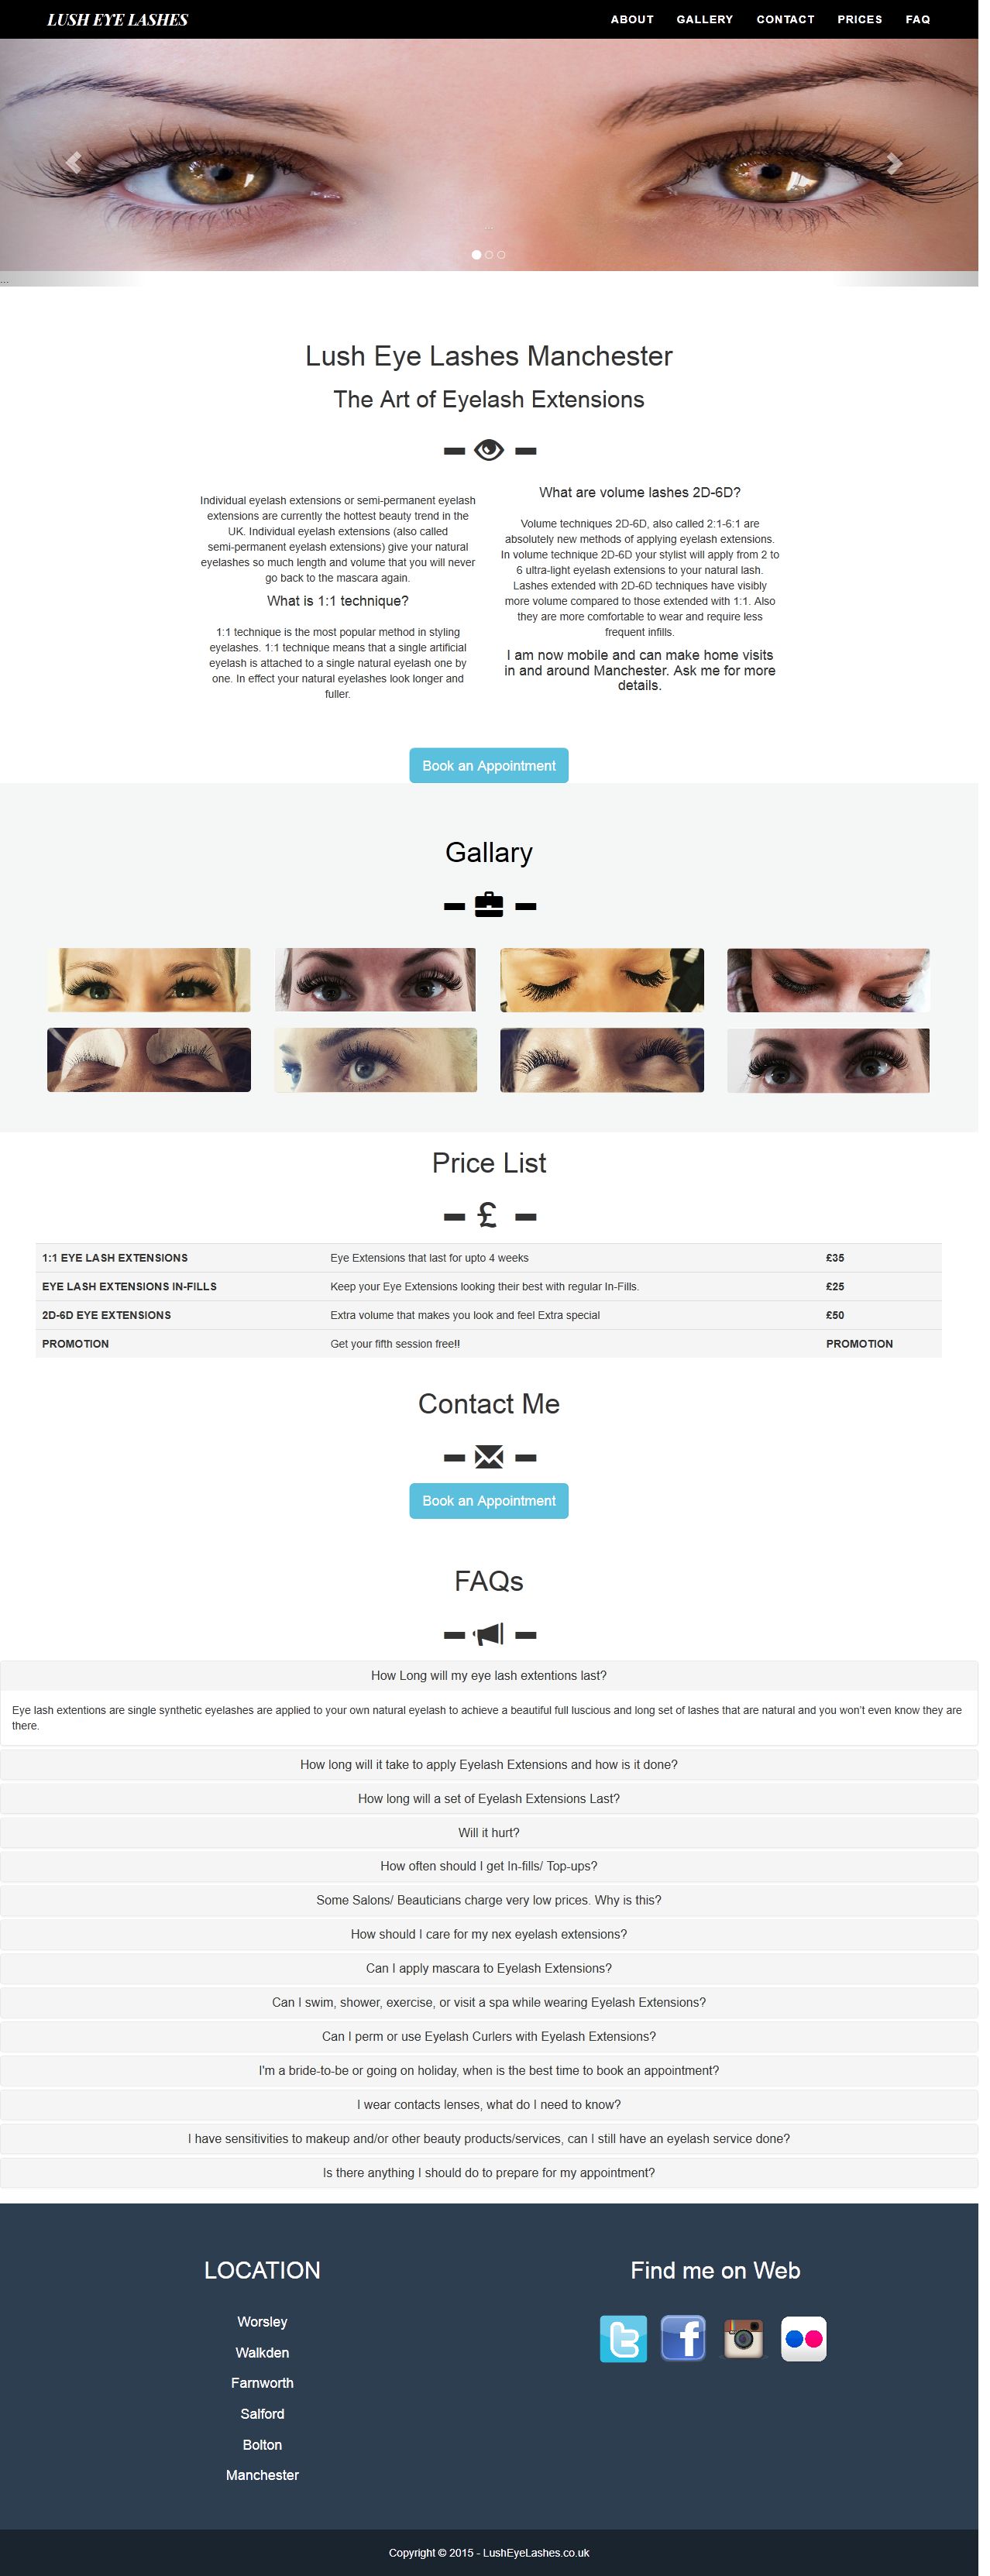 LUSH EYE LASHES
ABOUT GALLERY CONTACT PRICES FAQ
...
...
Lush Eye Lashes Manchester
The Art of Eyelash Extensions
Individual eyelash extensions or semi-permanent eyelash
extensions are currently the hottest beauty trend in the
UK. Individual eyelash extensions (also called
semi-permanent eyelash extensions) give your natural
eyelashes so much length and volume that you will never
go back to the mascara again.
What is 1:1 technique?
1:1 technique is the most popular method in styling
eyelashes. 1:1 technique means that a single artificial
eyelash is attached to a single natural eyelash one by
one. In effect your natural eyelashes look longer and
fuller.
What are volume lashes 2D-6D?
Volume techniques 2D-6D, also called 2:1-6:1 are
absolutely new methods of applying eyelash extensions.
In volume technique 2D-6D your stylist will apply from 2 to
6 ultra-light eyelash extensions to your natural lash.
Lashes extended with 2D-6D techniques have visibly
more volume compared to those extended with 1:1. Also
they are more comfortable to wear and require less
frequent infills.
I am now mobile and can make home visits
in and around Manchester. Ask me for more
details.
Book an Appointment
Gallary
Price List
£
1:1 EYE LASH EXTENSIONS Eye Extensions that last for upto 4 weeks £35
EYE LASH EXTENSIONS IN-FILLS Keep your Eye Extensions looking their best with regular In-Fills. £25
2D-6D EYE EXTENSIONS Extra volume that makes you look and feel Extra special £50
PROMOTION Get your fifth session free!! PROMOTION
Contact Me
Book an Appointment
FAQs
How Long will my eye lash extentions last?
Eye lash extentions are single synthetic eyelashes are applied to your own natural eyelash to achieve a beautiful full luscious and long set of lashes that are natural and you won't even know they are
there.
How long will it take to apply Eyelash Extensions and how is it done?
How long will a set of Eyelash Extensions Last?
Will it hurt?
How often should I get In-fills/ Top-ups?
Some Salons/ Beauticians charge very low prices. Why is this?
How should I care for my nex eyelash extensions?
Can I apply mascara to Eyelash Extensions?
Can I swim, shower, exercise, or visit a spa while wearing Eyelash Extensions?
Can I perm or use Eyelash Curlers with Eyelash Extensions?
I'm a bride-to-be or going on holiday, when is the best time to book an appointment?
I wear contacts lenses, what do I need to know?
I have sensitivities to makeup and/or other beauty products/services, can I still have an eyelash service done?
Is there anything I should do to prepare for my appointment?
LOCATION
Worsley
Walkden
Farnworth
Salford
Bolton
Manchester
Find me on Web
Copyright © 2015 - LushEyeLashes.co.uk